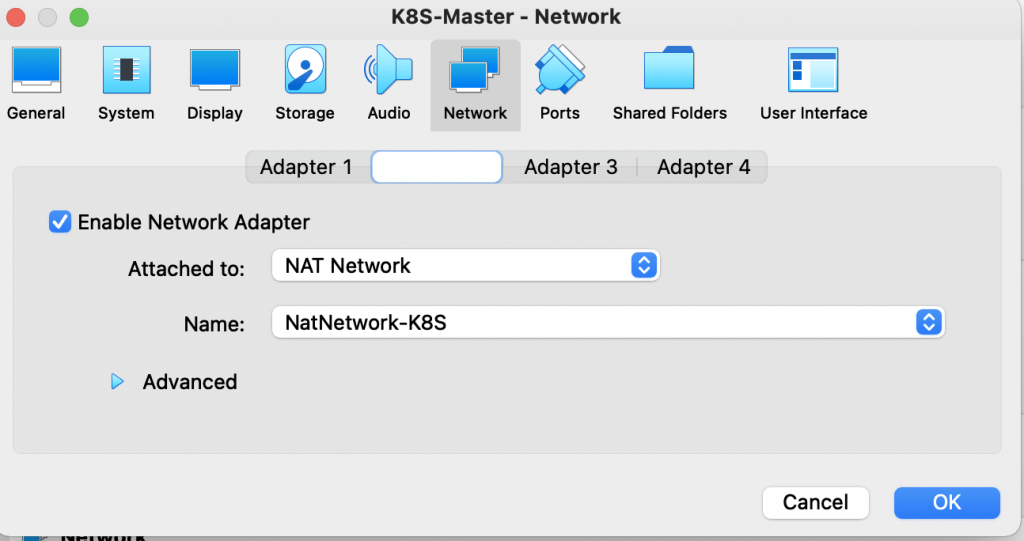 K8S-Master - Network
General System Display Storage Audio Network Ports Shared Folders User Interface
Adapter 1 Adapter 3 Adapter 4
Enable Network Adapter
Attached to: NAT Network
Name: NatNetwork-K8S
Advanced
Cancel OK
Network